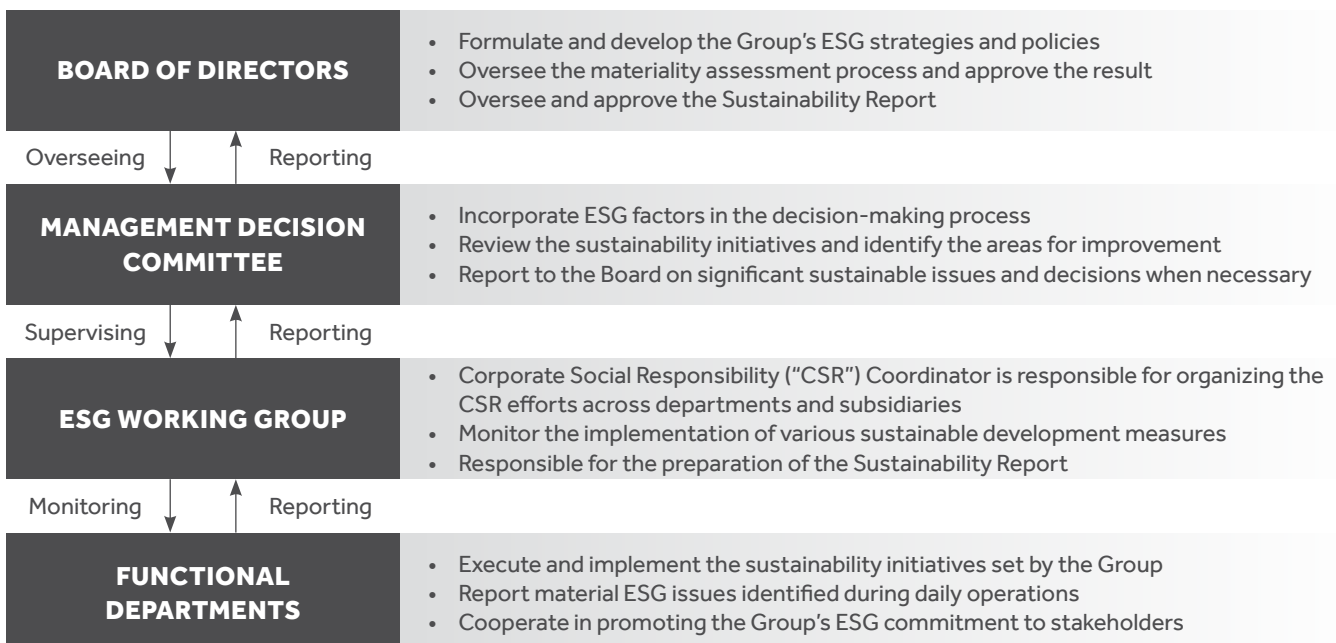 BOARD OF DIRECTORS
• Formulate and develop the Group’s ESG strategies and policies
• Oversee the materiality assessment process and approve the result
• Oversee and approve the Sustainability Report
Overseeing
Reporting
MANAGEMENT DECISION
COMMITTEE
• Incorporate ESG factors in the decision-making process
• Review the sustainability initiatives and identify the areas for improvement
• Report to the Board on significant sustainable issues and decisions when necessary
Supervising
Reporting
ESG WORKING GROUP
• Corporate Social Responsibility (“CSR”) Coordinator is responsible for organizing the
CSR efforts across departments and subsidiaries
• Monitor the implementation of various sustainable development measures
• Responsible for the preparation of the Sustainability Report
Monitoring
Reporting
FUNCTIONAL
DEPARTMENTS
• Execute and implement the sustainability initiatives set by the Group
• Report material ESG issues identified during daily operations
• Cooperate in promoting the Group’s ESG commitment to stakeholders